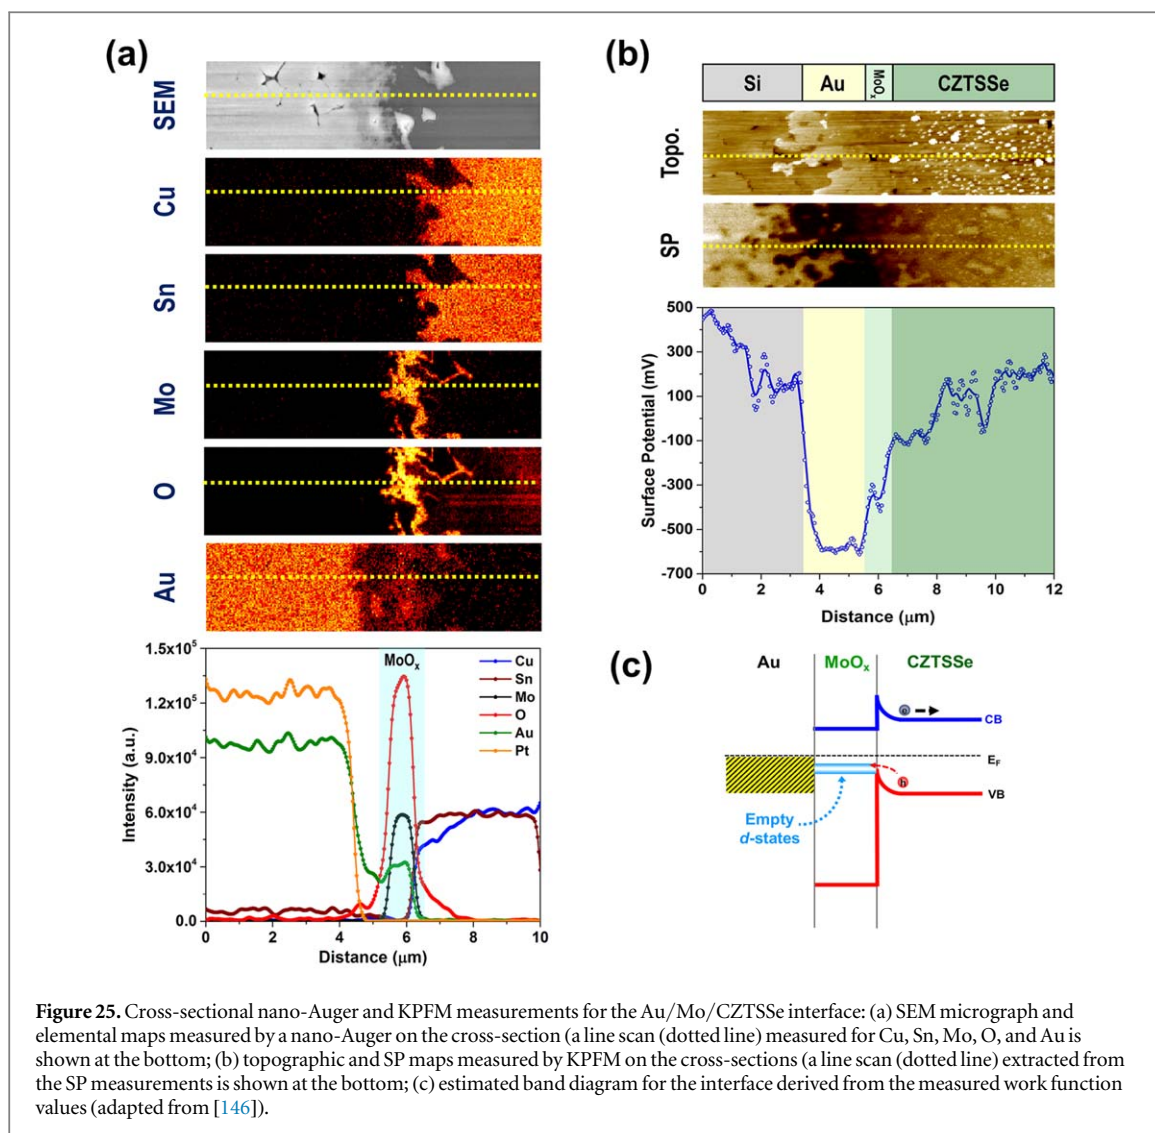 (a)
SEM
Cu
Sn
Mo
O
Au
1.5x10⁵
1.2x10⁵
9.0x10⁴
6.0x10⁴
3.0x10⁴
0.0
Intensity (a.u.)
MoOₓ
Cu
Sn
Mo
O
Au
Pt
0 2 4 6 8 10
Distance (μm)
(b)
Si Au MoOₓ CZTSSe
Topo.
SP
500
300
100
-100
-300
-500
-700
Surface Potential (mV)
0 2 4 6 8 10 12
Distance (μm)
(c)
Au MoOₓ CZTSSe
e
CB
E_F
h
VB
Empty
d-states
Figure 25. Cross-sectional nano-Auger and KPFM measurements for the Au/Mo/CZTSSe interface: (a) SEM micrograph and
elemental maps measured by a nano-Auger on the cross-section (a line scan (dotted line) measured for Cu, Sn, Mo, O, and Au is
shown at the bottom; (b) topographic and SP maps measured by KPFM on the cross-sections (a line scan (dotted line) extracted from
the SP measurements is shown at the bottom; (c) estimated band diagram for the interface derived from the measured work function
values (adapted from [146]).